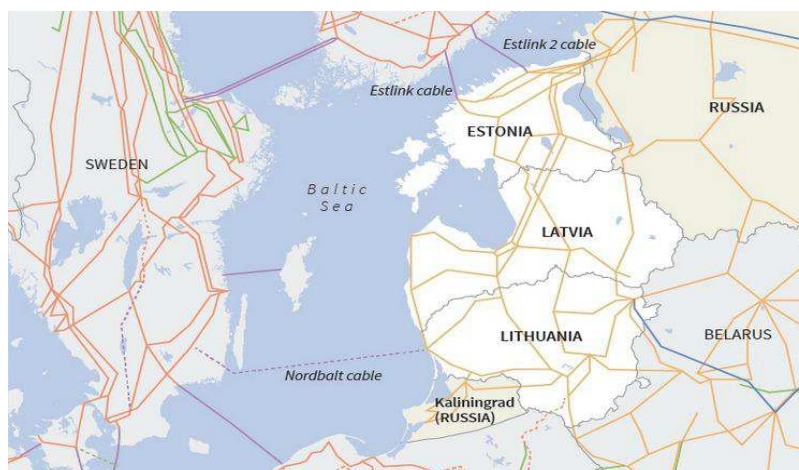 Estlink 2 cable
Estlink cable
RUSSIA
ESTONIA
SWEDEN
Baltic
Sea
LATVIA
LITHUANIA
BELARUS
Nordbalt cable
Kaliningrad
(RUSSIA)